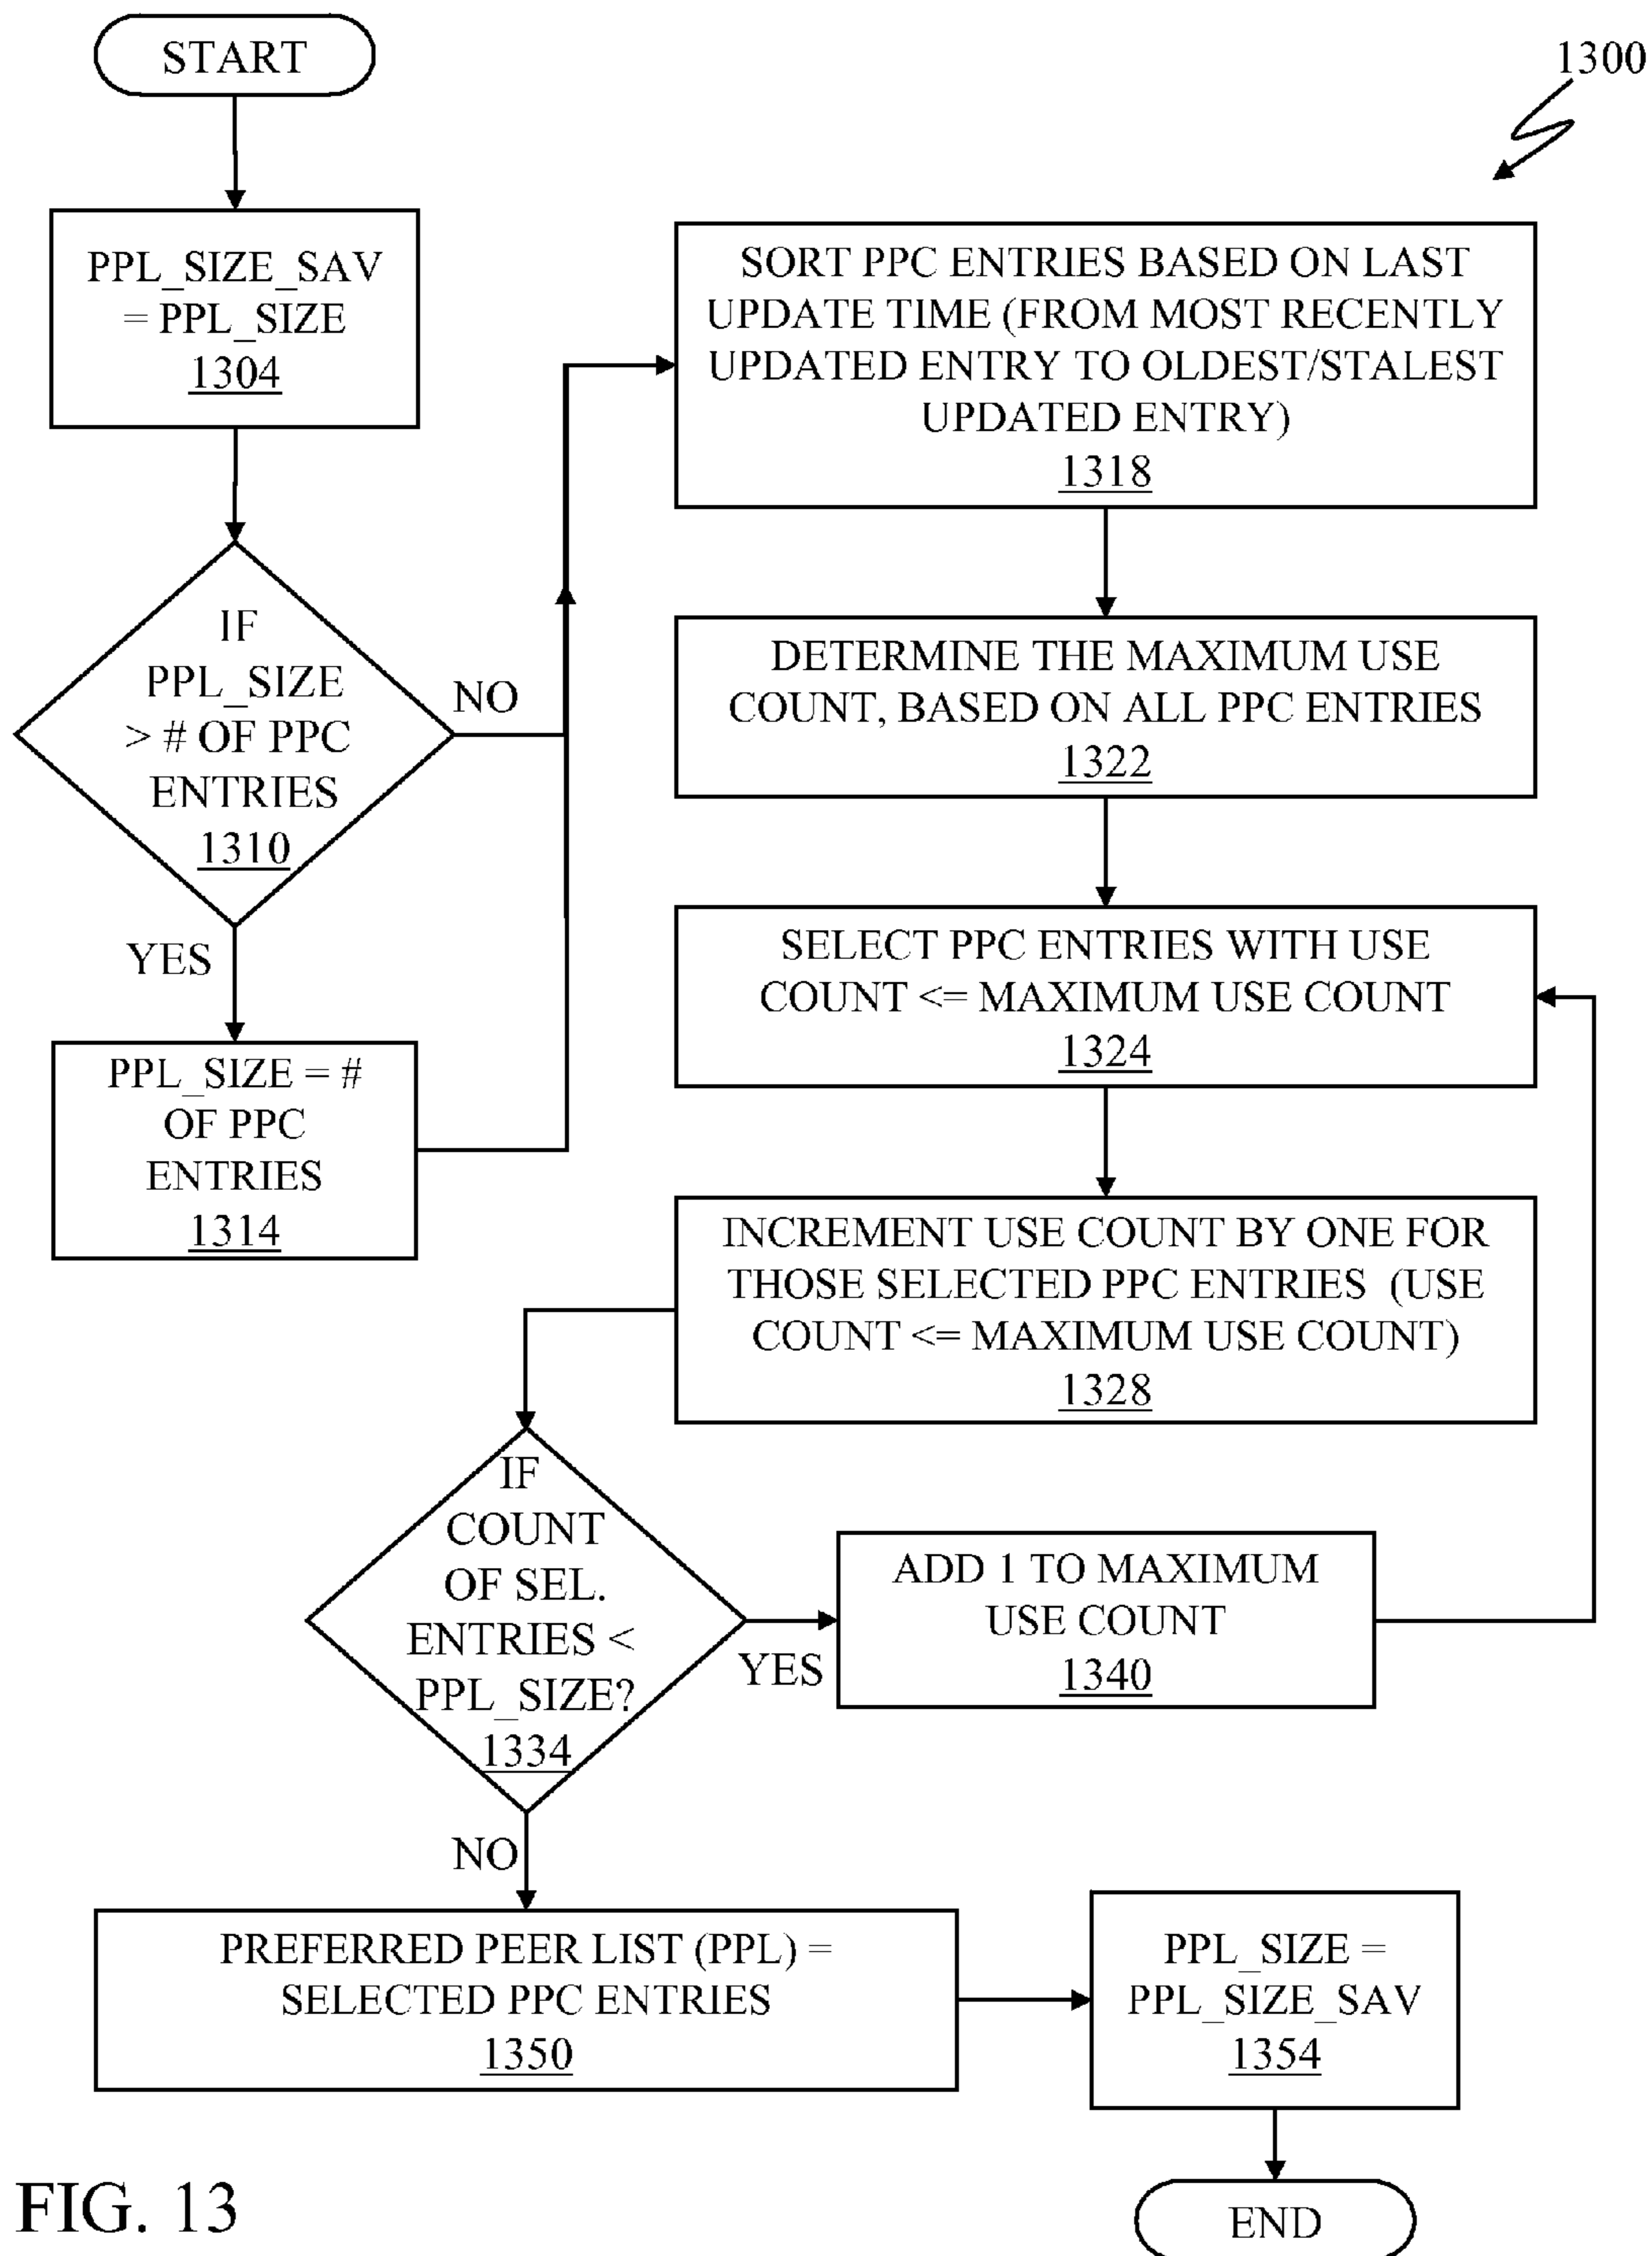 START
1300
PPL_SIZE_SAV
= PPL_SIZE
1304
IF
PPL_SIZE
> # OF PPC
ENTRIES
1310
NO
YES
PPL_SIZE = #
OF PPC
ENTRIES
1314
SORT PPC ENTRIES BASED ON LAST
UPDATE TIME (FROM MOST RECENTLY
UPDATED ENTRY TO OLDEST/STALEST
UPDATED ENTRY)
1318
DETERMINE THE MAXIMUM USE
COUNT, BASED ON ALL PPC ENTRIES
1322
SELECT PPC ENTRIES WITH USE
COUNT <= MAXIMUM USE COUNT
1324
INCREMENT USE COUNT BY ONE FOR
THOSE SELECTED PPC ENTRIES (USE
COUNT <= MAXIMUM USE COUNT)
1328
IF
COUNT
OF SEL.
ENTRIES <
PPL_SIZE?
1334
YES
ADD 1 TO MAXIMUM
USE COUNT
1340
NO
PREFERRED PEER LIST (PPL) =
SELECTED PPC ENTRIES
1350
PPL_SIZE =
PPL_SIZE_SAV
1354
END
FIG. 13